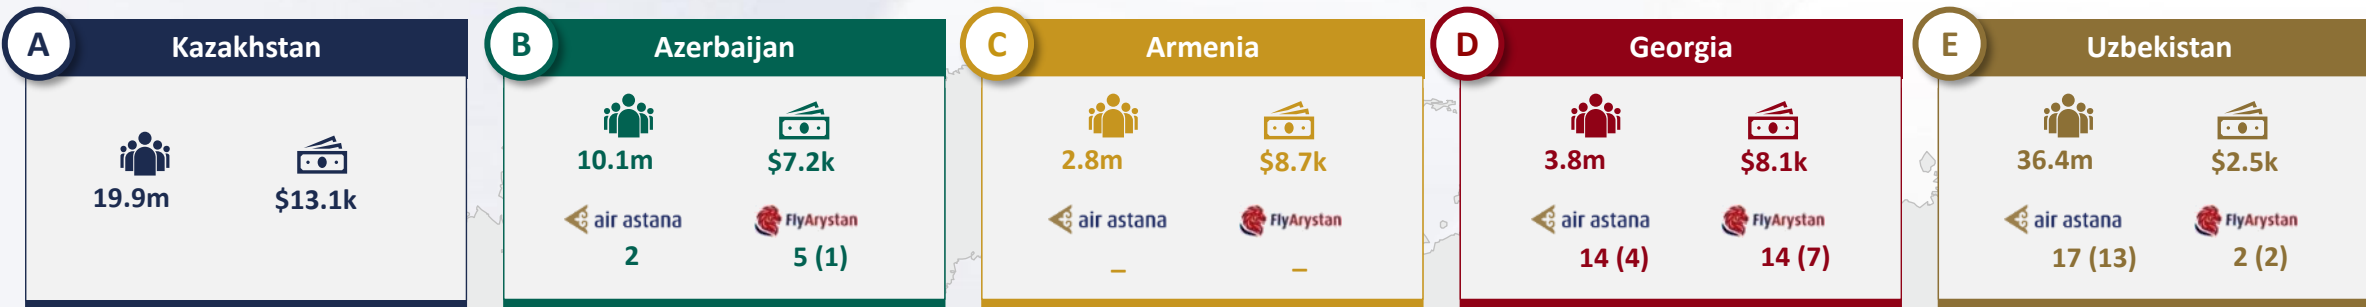 A
Kazakhstan
19.9m
$13.1k
B
Azerbaijan
10.1m
$7.2k
air astana
FlyArystan
2
5 (1)
C
Armenia
2.8m
$8.7k
air astana
FlyArystan
–
–
D
Georgia
3.8m
$8.1k
air astana
FlyArystan
14 (4)
14 (7)
E
Uzbekistan
36.4m
$2.5k
air astana
FlyArystan
17 (13)
2 (2)